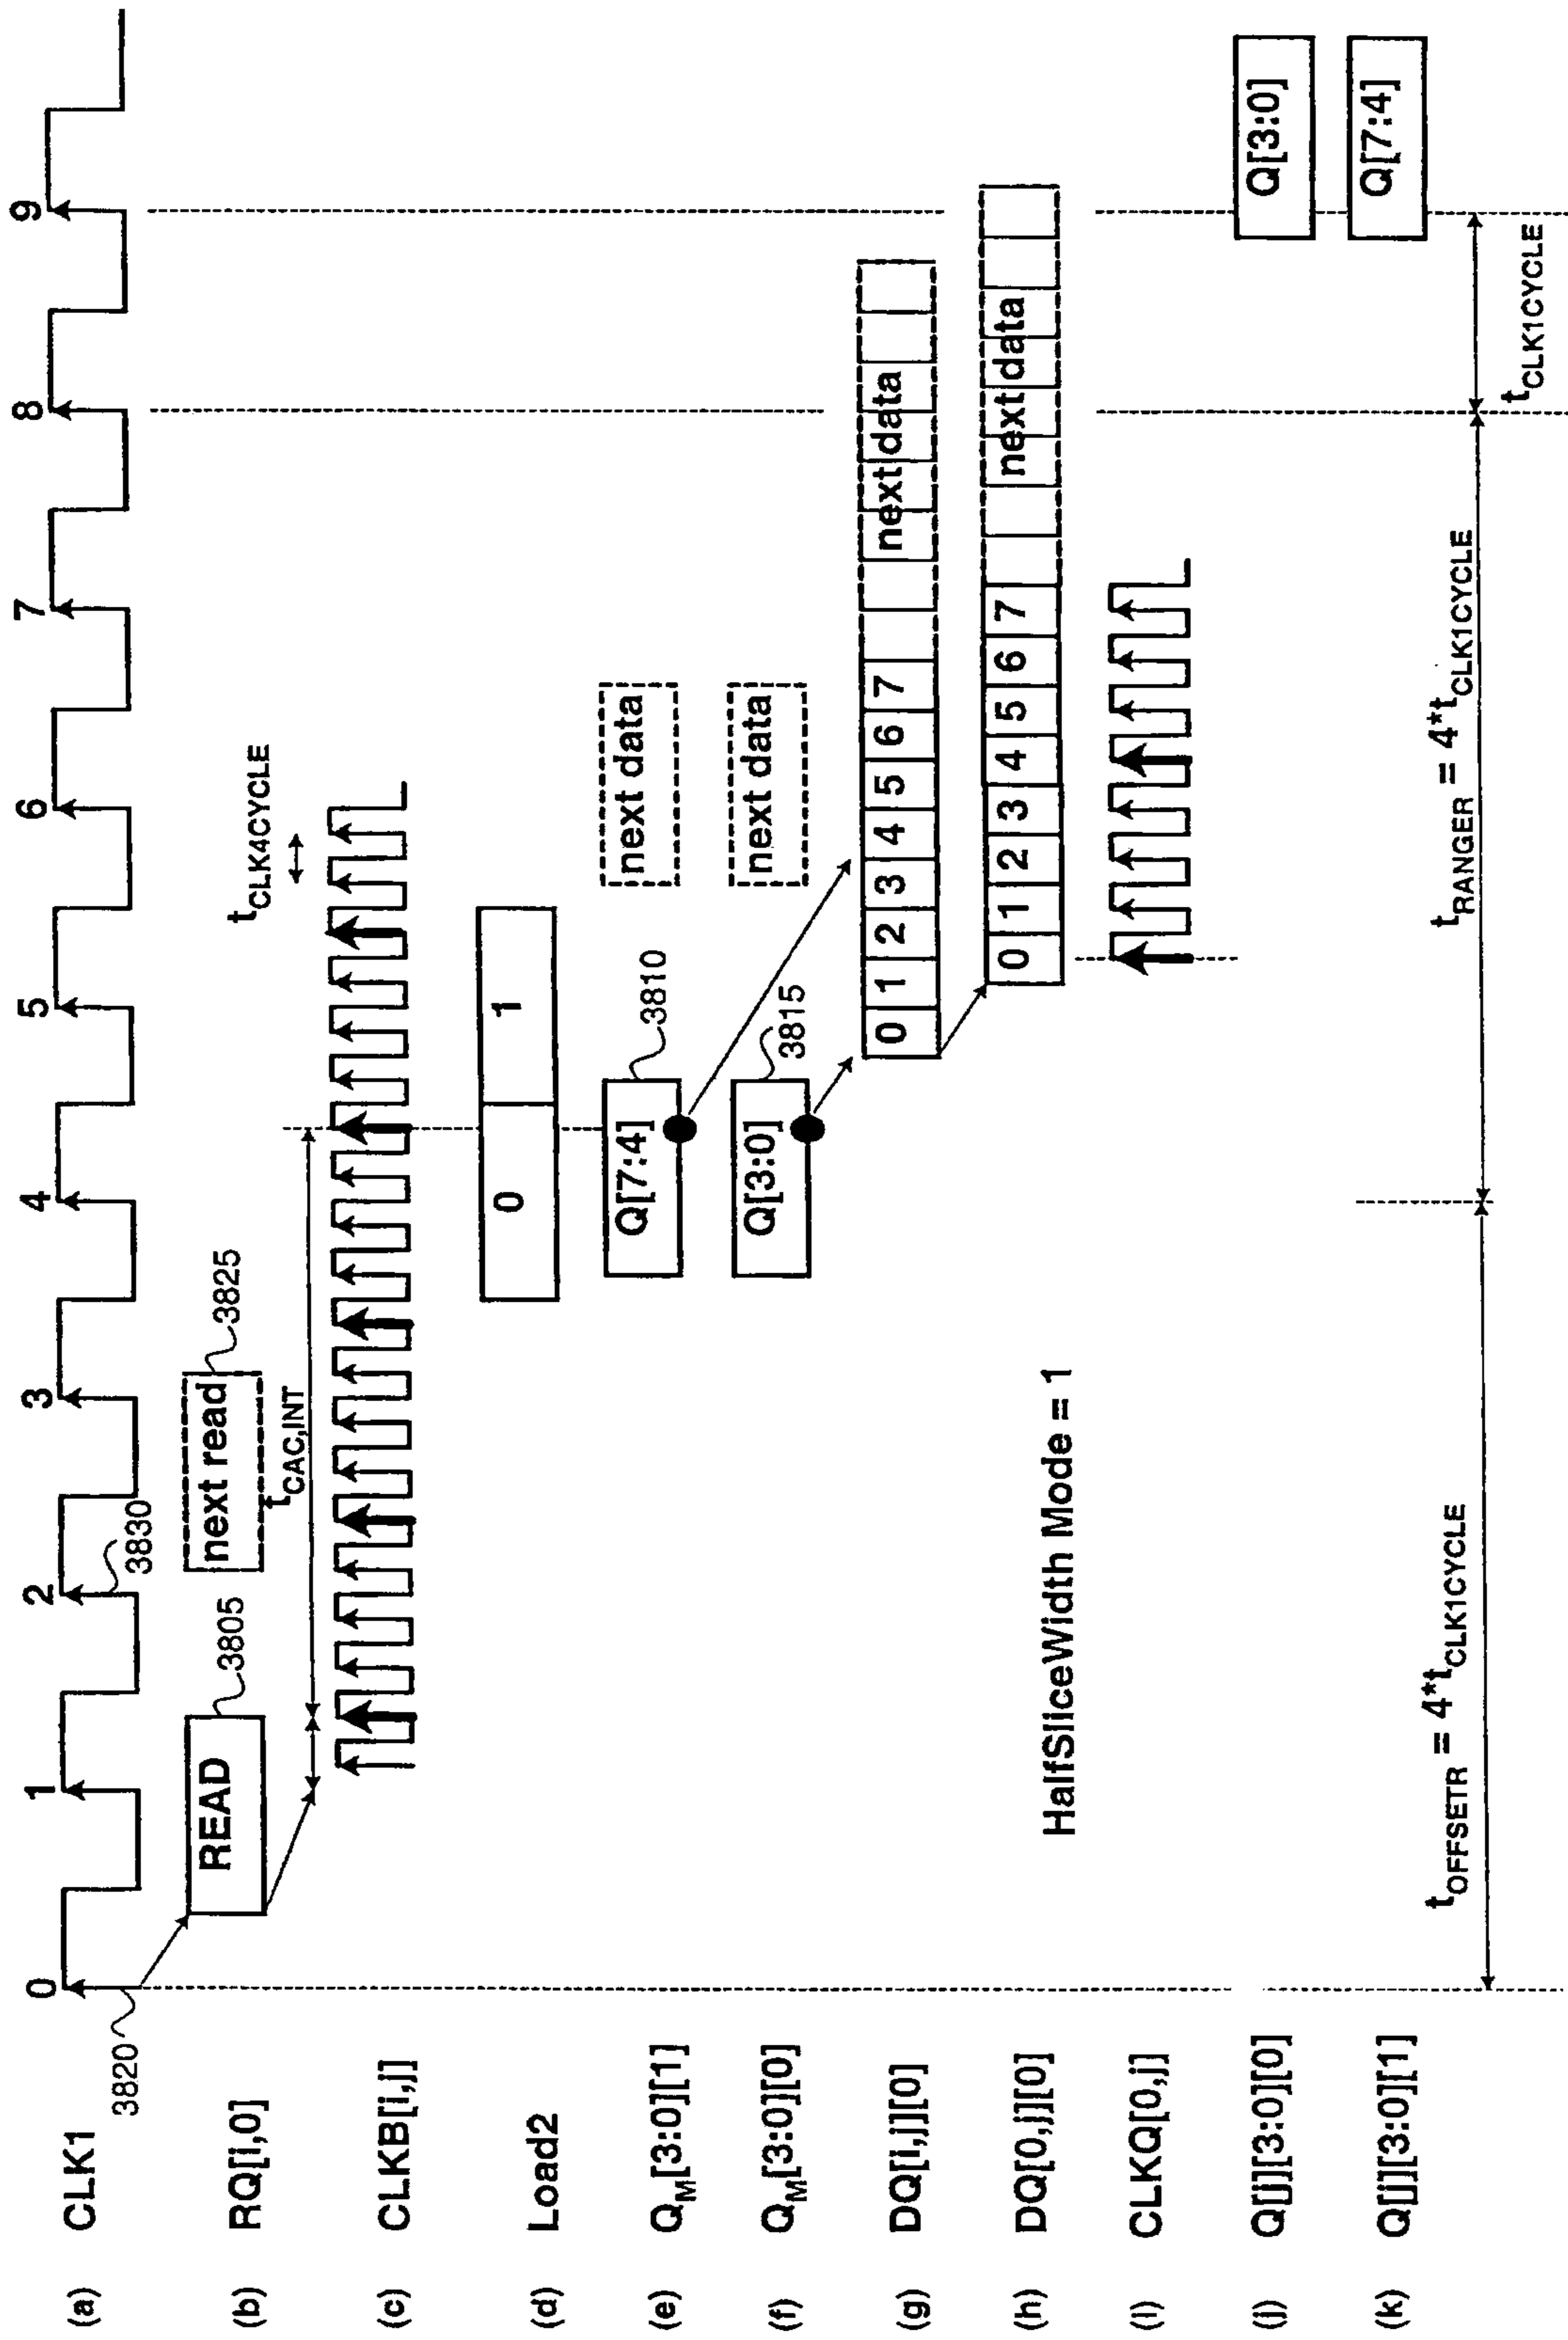 0 1 2 3 4 5 6 7 8 9
(a) CLK1
3820
3830
(b) RQ[i,0]
READ
3805
next read
3825
tCAC,INT
tCLK4CYCLE
(c) CLKB[i,j]
(d) Load2
0 1
(e) QM[3:0][1]
Q[7:4]
3810
next data
(f) QM[3:0][0]
Q[3:0]
3815
next data
(g) DQ[i,j][0]
0 1 2 3 4 5 6 7 next data
(h) DQ[0,j][0]
0 1 2 3 4 5 6 7 next data
HalfSliceWidth Mode = 1
(i) CLKQ[0,j]
(j) Q[j][3:0][0]
Q[3:0]
(k) Q[j][3:0][1]
Q[7:4]
tOFFSETR = 4*tCLK1CYCLE
tRANGER = 4*tCLK1CYCLE
tCLK1CYCLE